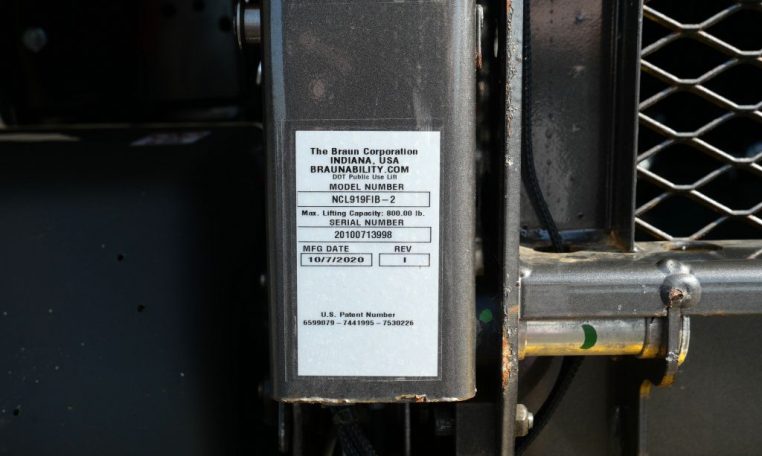 The Braun Corporation
INDIANA, USA
BRAUNABILITY.COM
DOT Public Use Lift
MODEL NUMBER
NCL919FIB-2
Max. Lifting Capacity: 800.00 lb.
SERIAL NUMBER
20100713998
MFG DATE REV
10/7/2020 I
U.S. Patent Number
6599079-7441995-7530226